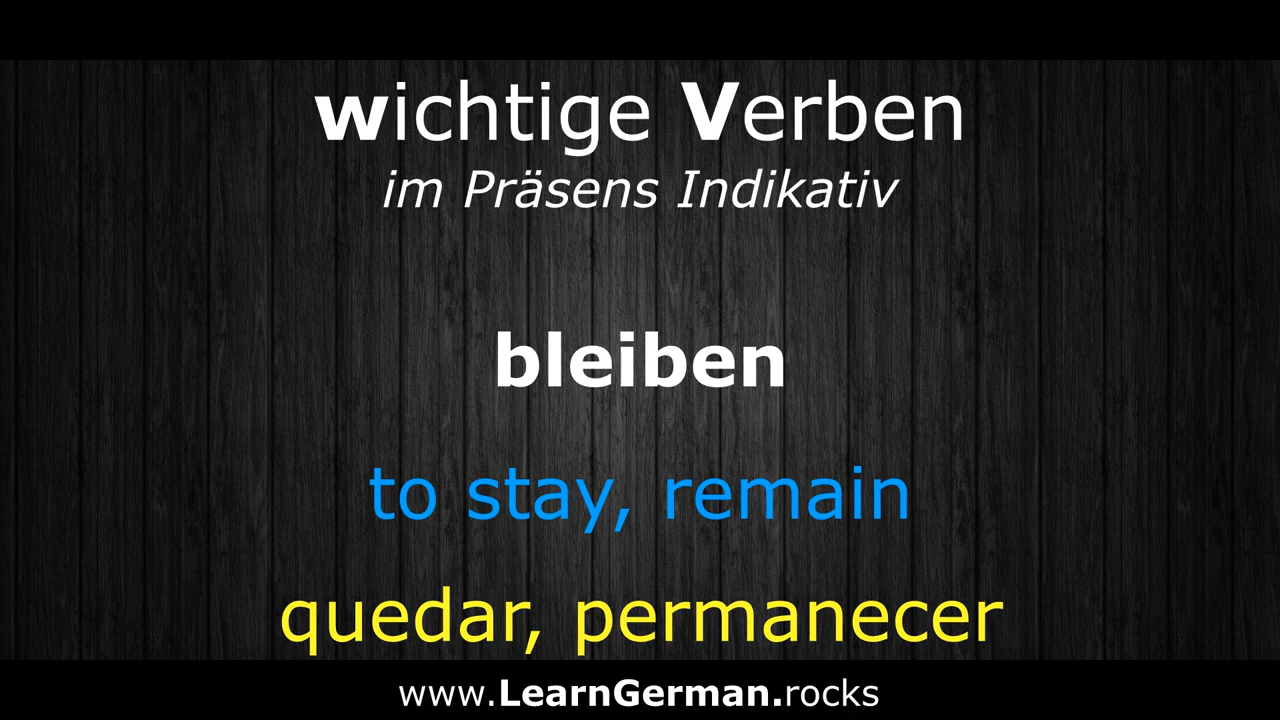 wichtige Verben
im Präsens Indikativ
bleiben
to stay, remain
quedar, permanecer
www.LearnGerman.rocks